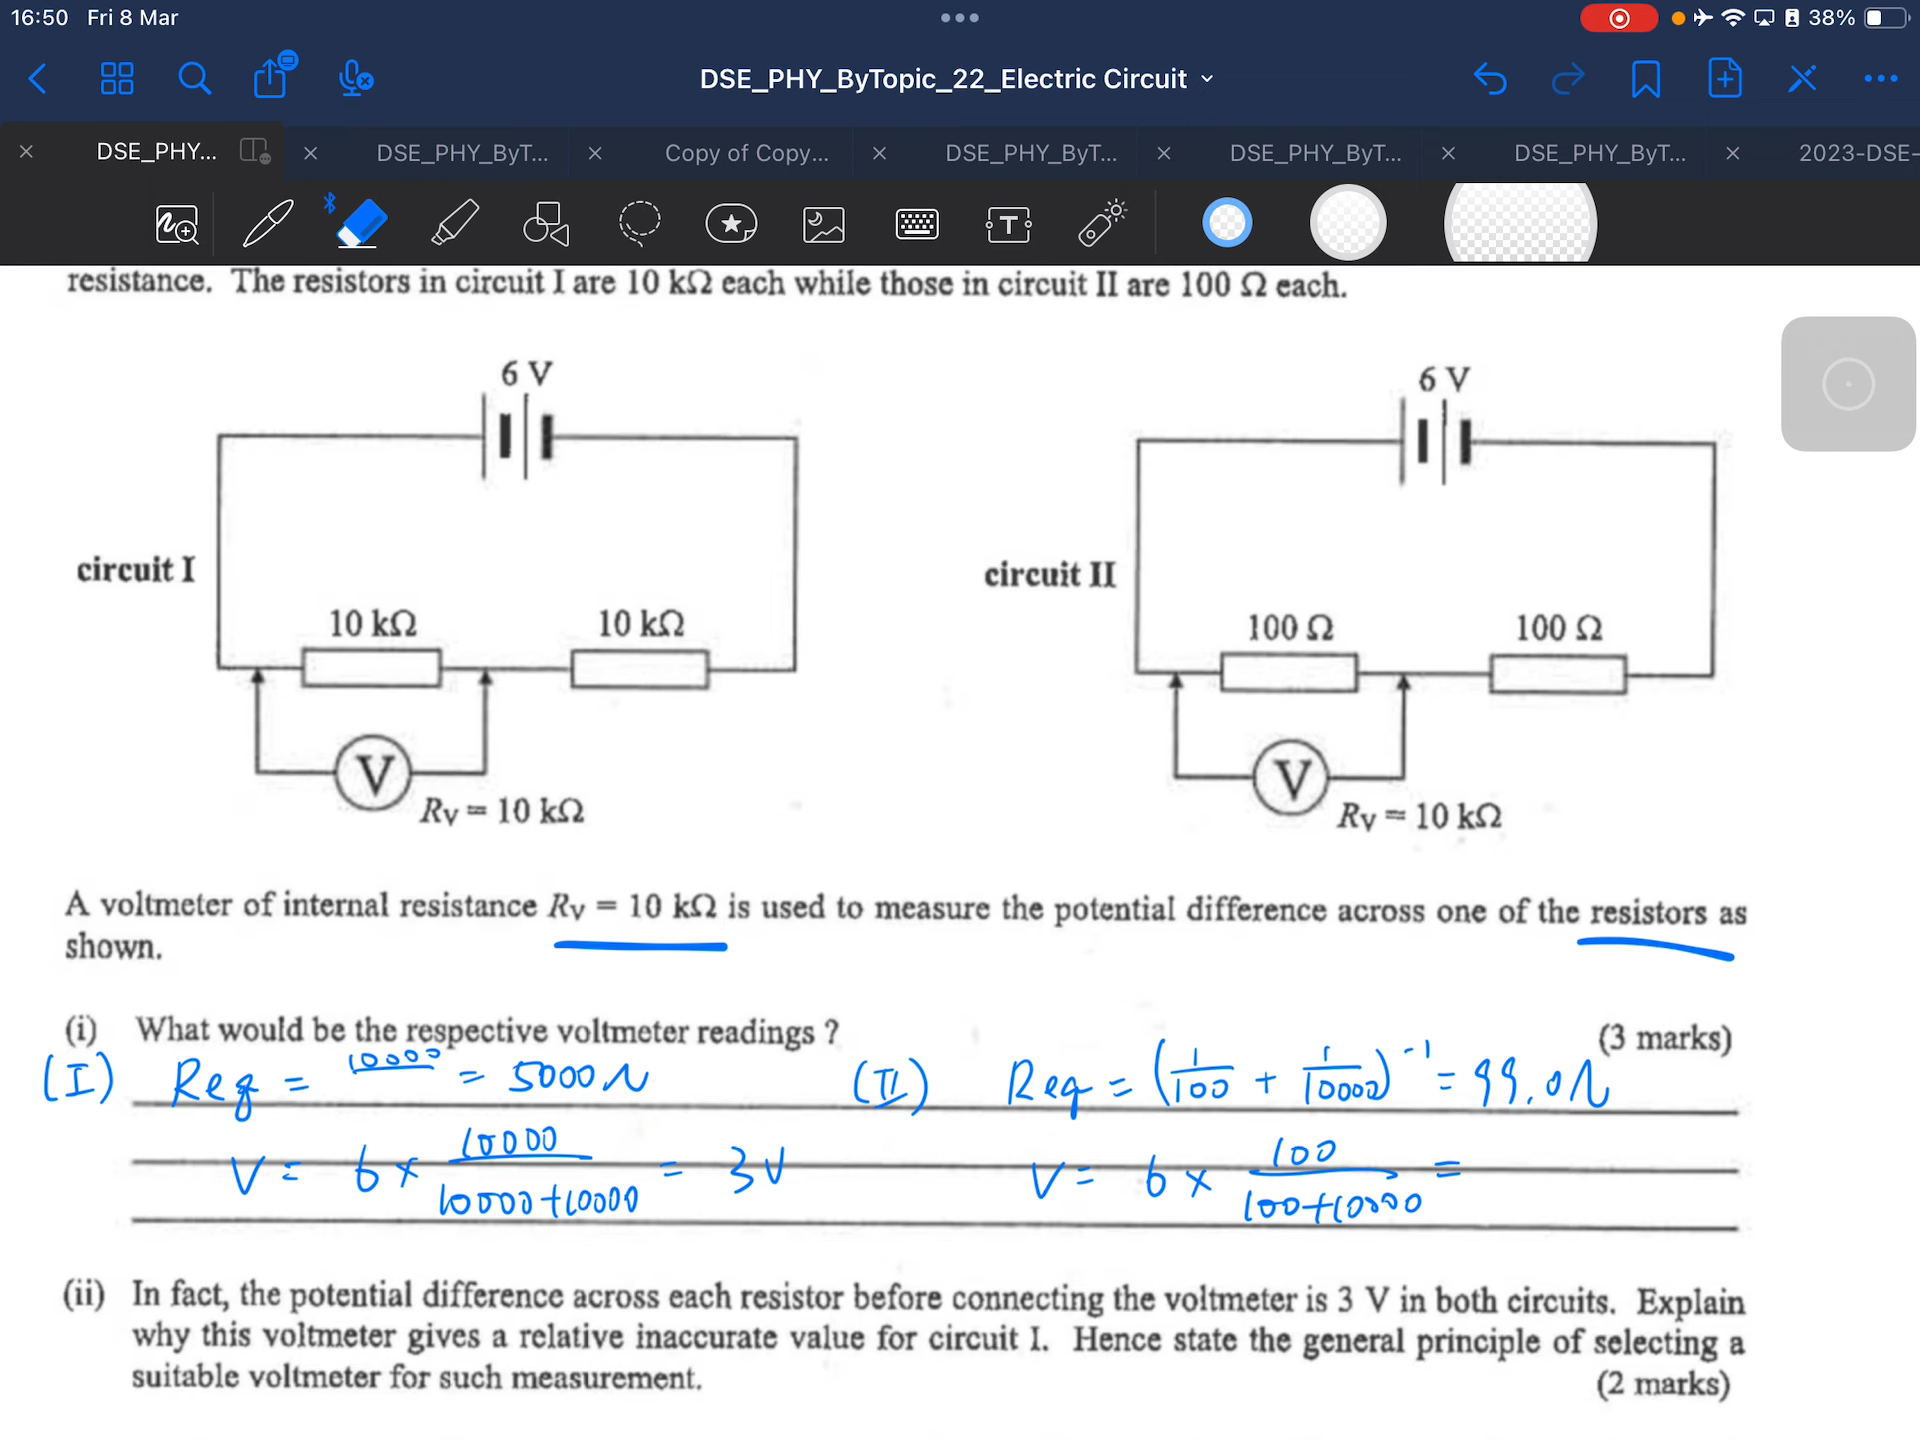 16:50 Fri 8 Mar
38%
DSE_PHY_ByTopic_22_Electric Circuit
DSE_PHY... DSE_PHY_ByT... Copy of Copy... DSE_PHY_ByT... DSE_PHY_ByT... DSE_PHY_ByT... 2023-DSE-
resistance. The resistors in circuit I are 10 kΩ each while those in circuit II are 100 Ω each.
6 V
6 V
circuit I
circuit II
10 kΩ 10 kΩ
100 Ω 100 Ω
V
V
Rv = 10 kΩ
Rv = 10 kΩ
A voltmeter of internal resistance Rv = 10 kΩ is used to measure the potential difference across one of the resistors as
shown.
(i) What would be the respective voltmeter readings ?
(3 marks)
(I) Req = 10000 = 5000 Ω
(II) Req = (1/100 + 1/10000)^-1 = 99.0 Ω
V = 6 × 10000/(10000+10000) = 3V
V = 6 × 100/(100+10000) =
(ii) In fact, the potential difference across each resistor before connecting the voltmeter is 3 V in both circuits. Explain
why this voltmeter gives a relative inaccurate value for circuit I. Hence state the general principle of selecting a
suitable voltmeter for such measurement.
(2 marks)